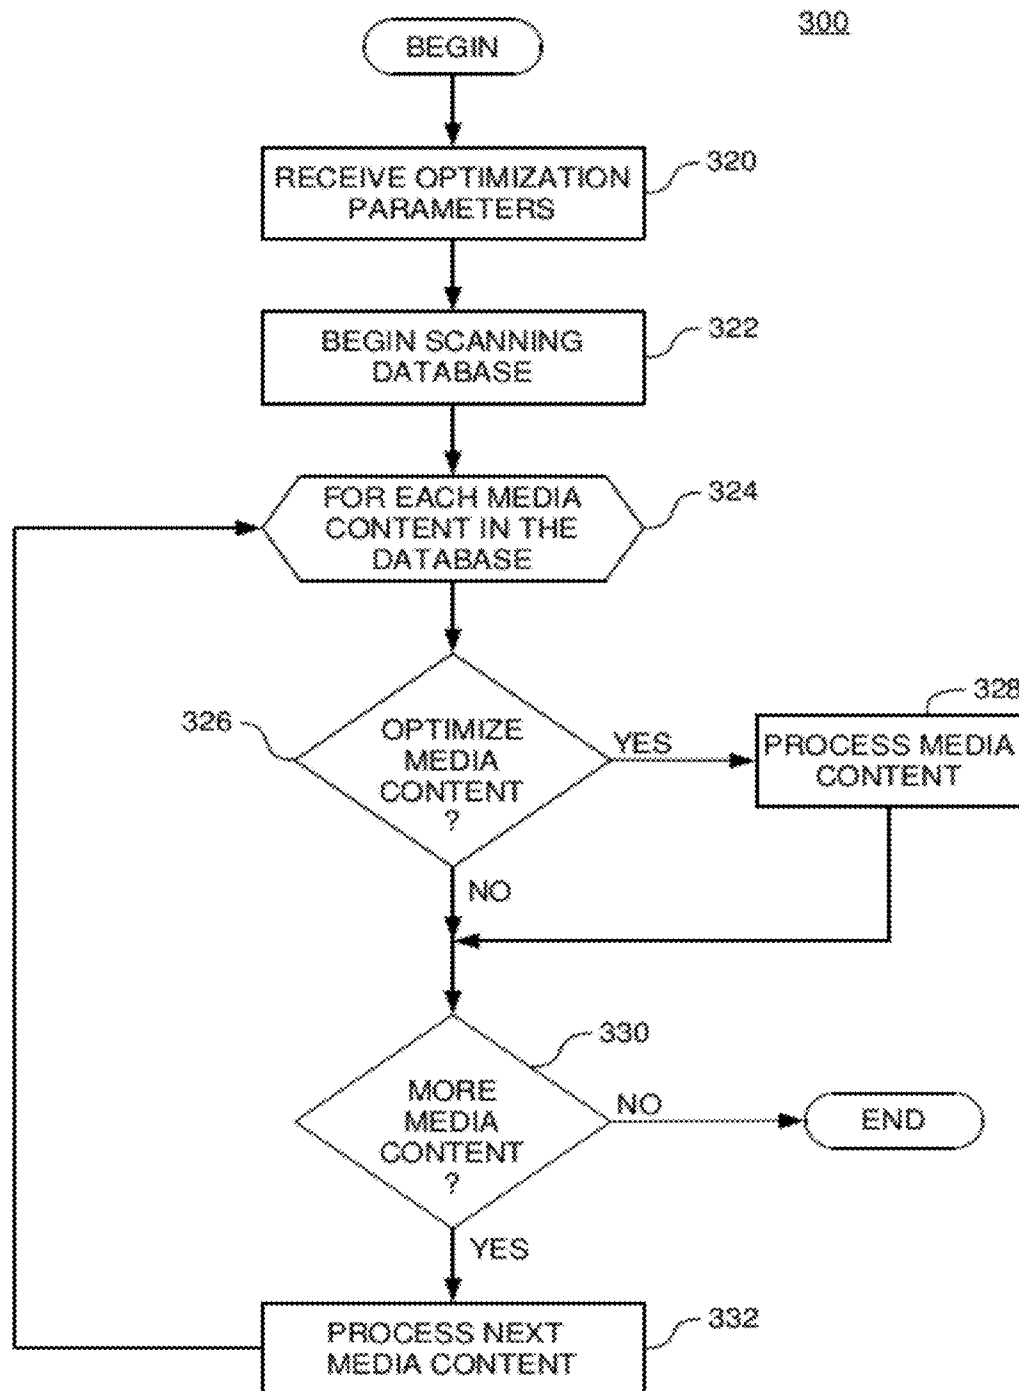 300
BEGIN
RECEIVE OPTIMIZATION
PARAMETERS
320
BEGIN SCANNING
DATABASE
322
FOR EACH MEDIA
CONTENT IN THE
DATABASE
324
326
OPTIMIZE
MEDIA
CONTENT
?
YES
328
PROCESS MEDIA
CONTENT
NO
330
MORE
MEDIA
CONTENT
?
NO
END
YES
PROCESS NEXT
MEDIA CONTENT
332